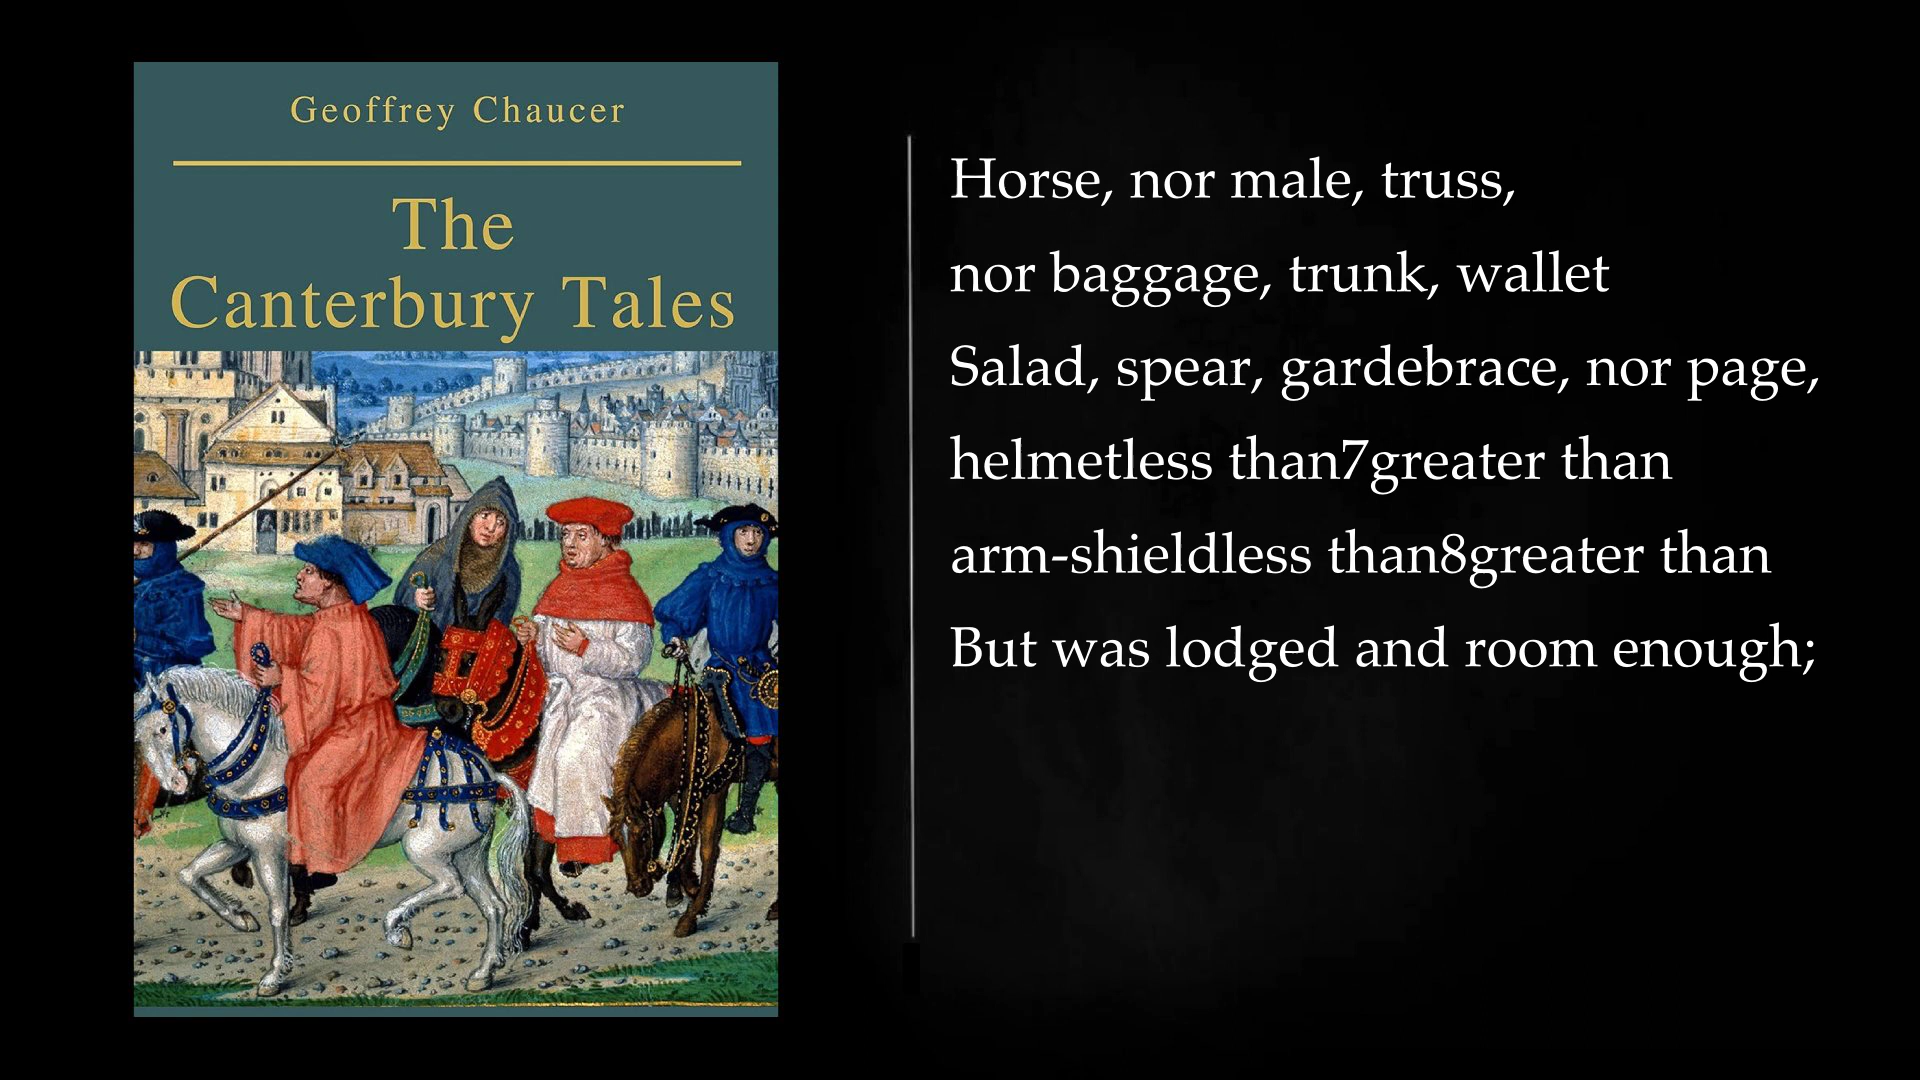 Geoffrey Chaucer
The
Canterbury Tales
Horse, nor male, truss,
nor baggage, trunk, wallet
Salad, spear, gardebrace, nor page,
helmetless than7greater than
arm-shieldless than8greater than
But was lodged and room enough;